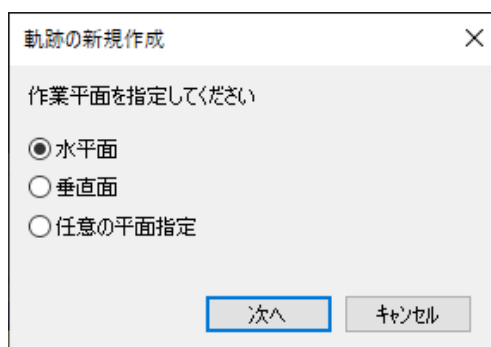 軌跡の新規作成
作業平面を指定してください
水平面
垂直面
任意の平面指定
次へ
キャンセル